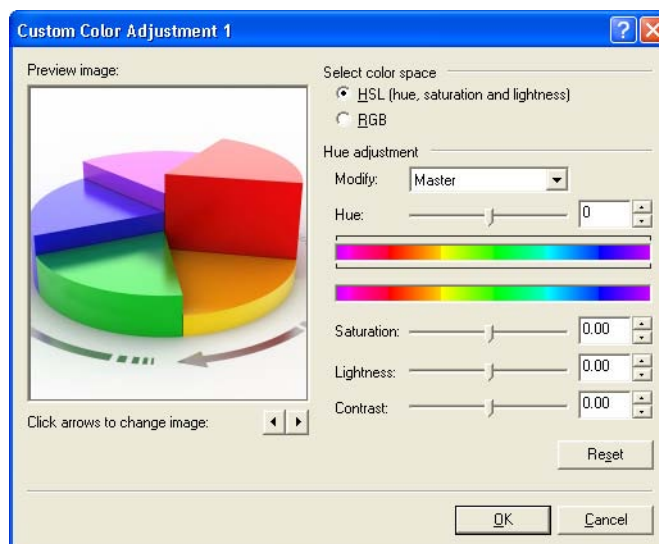 Custom Color Adjustment 1
Preview image:
Click arrows to change image:
Select color space
HSL (hue, saturation and lightness)
RGB
Hue adjustment
Modify: Master
Hue: 0
Saturation: 0.00
Lightness: 0.00
Contrast: 0.00
Reset
OK Cancel